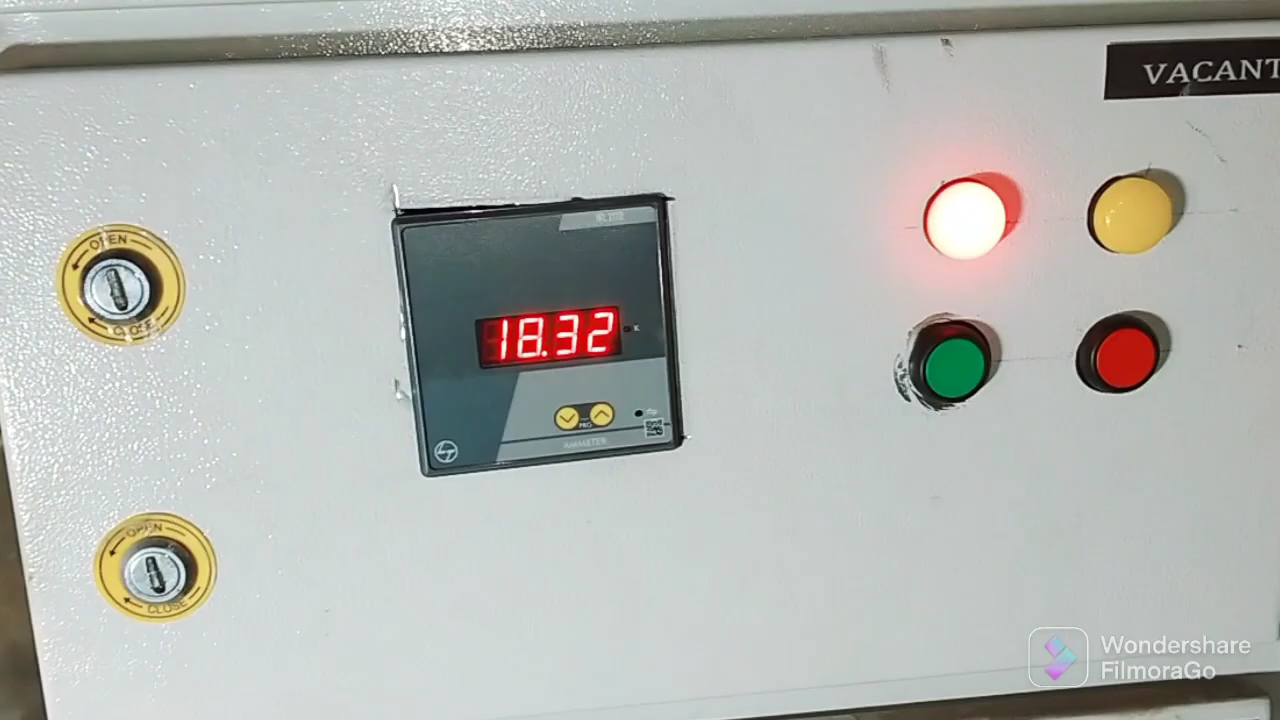 VACANT
OPEN
CLOSE
18.32
K
PRG
AMMETER
OPEN
CLOSE
Wondershare
FilmoraGo